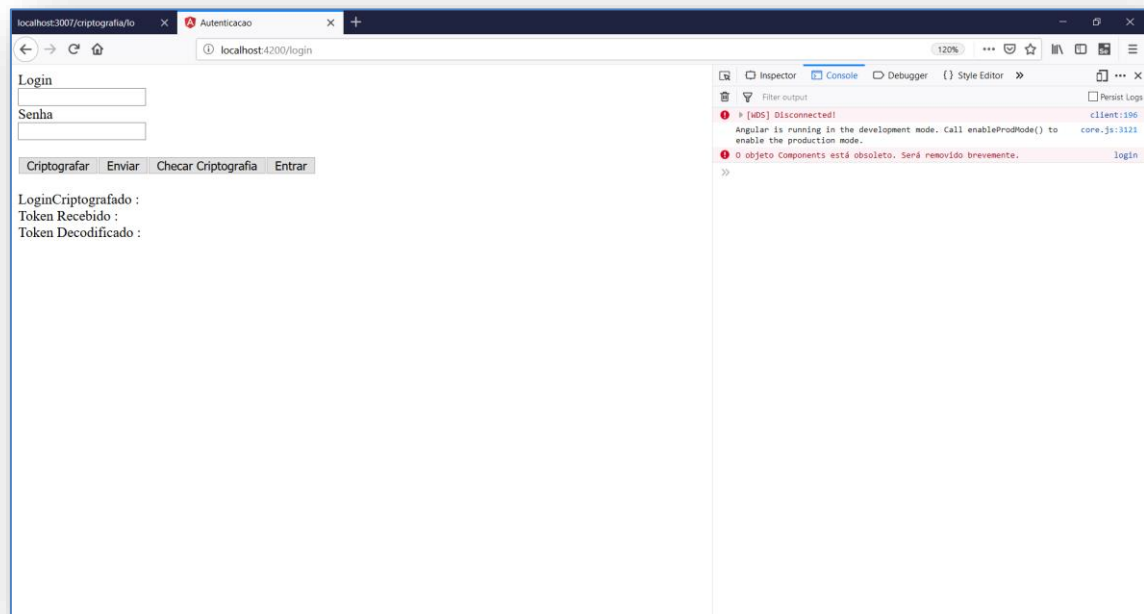 localhost:3007/criptografia/lo
Autenticacao
localhost:4200/login
120%
Login
Senha
Criptografar Enviar Checar Criptografia Entrar
LoginCriptografado :
Token Recebido :
Token Decodificado :
Inspector Console Debugger {} Style Editor »
Filter output Persist Logs
[WDS] Disconnected! client:196
Angular is running in the development mode. Call enableProdMode() to core.js:3121
enable the production mode.
O objeto Components está obsoleto. Será removido brevemente. login
»